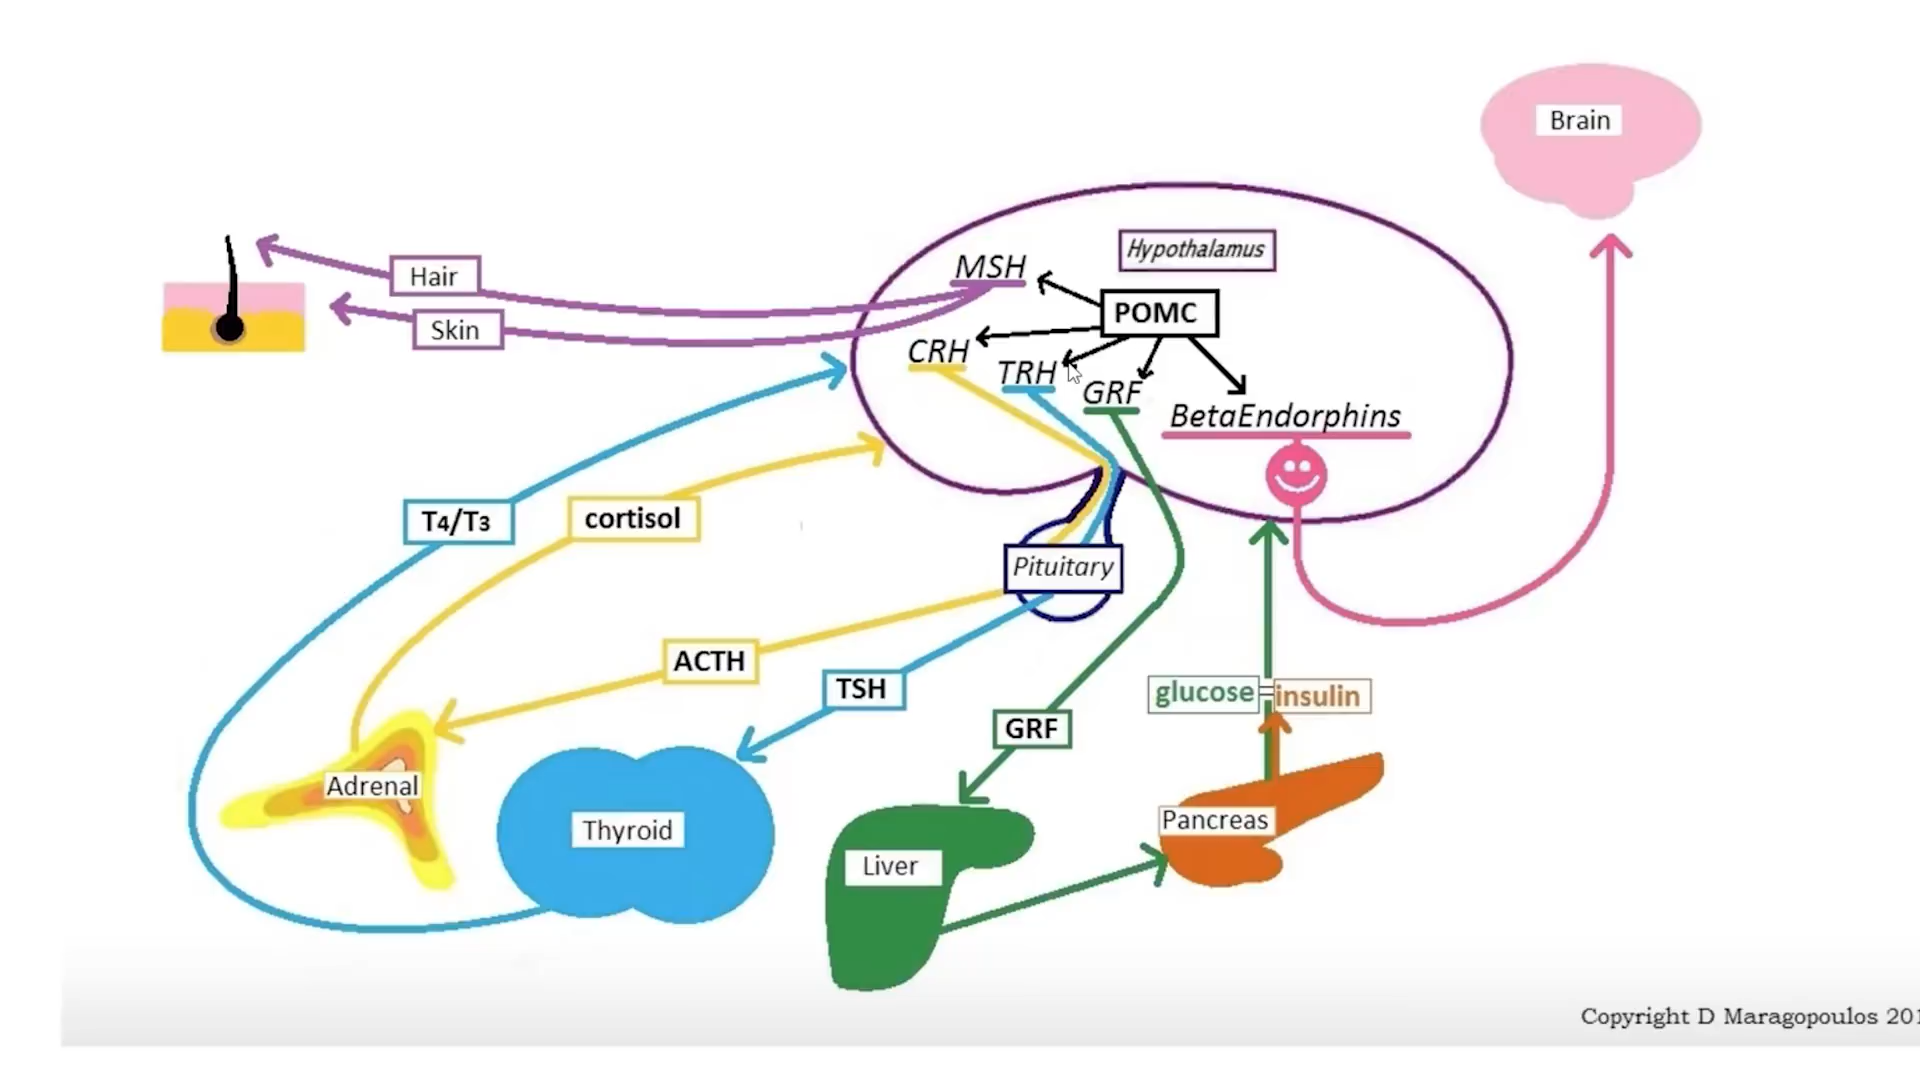 Brain
Hypothalamus
MSH
Hair
POMC
Skin
CRH
TRH
GRF
BetaEndorphins
T4/T3
cortisol
Pituitary
ACTH
TSH
glucose=insulin
GRF
Adrenal
Pancreas
Thyroid
Liver
Copyright D Maragopoulos